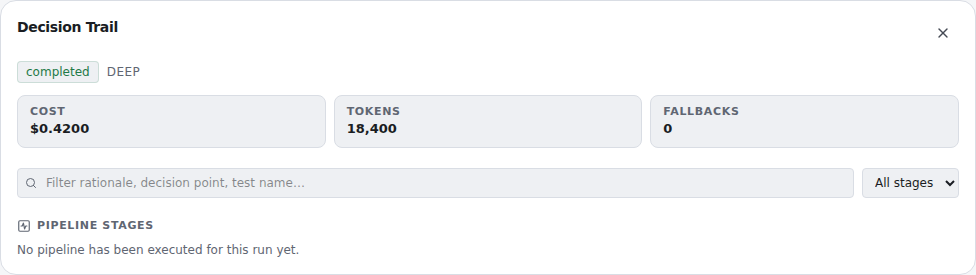 Decision Trail
completed DEEP
COST
$0.4200
TOKENS
18,400
FALLBACKS
0
Filter rationale, decision point, test name...
All stages
PIPELINE STAGES
No pipeline has been executed for this run yet.